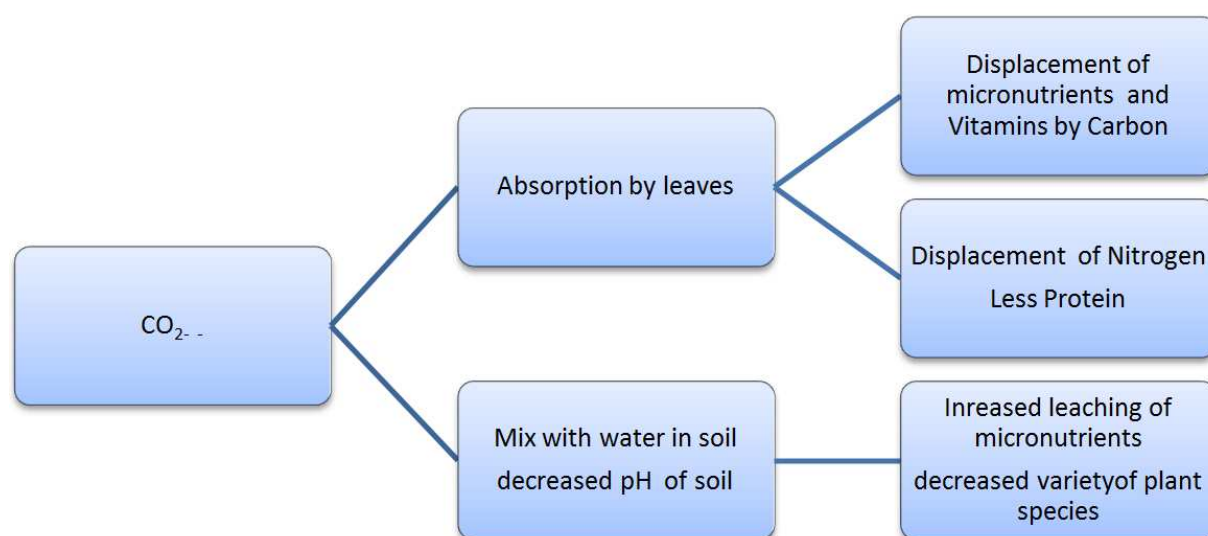 CO₂₋ ₋
Absorption by leaves
Displacement of
micronutrients and
Vitamins by Carbon
Displacement of Nitrogen
Less Protein
Mix with water in soil
decreased pH of soil
Inreased leaching of
micronutrients
decreased varietyof plant
species